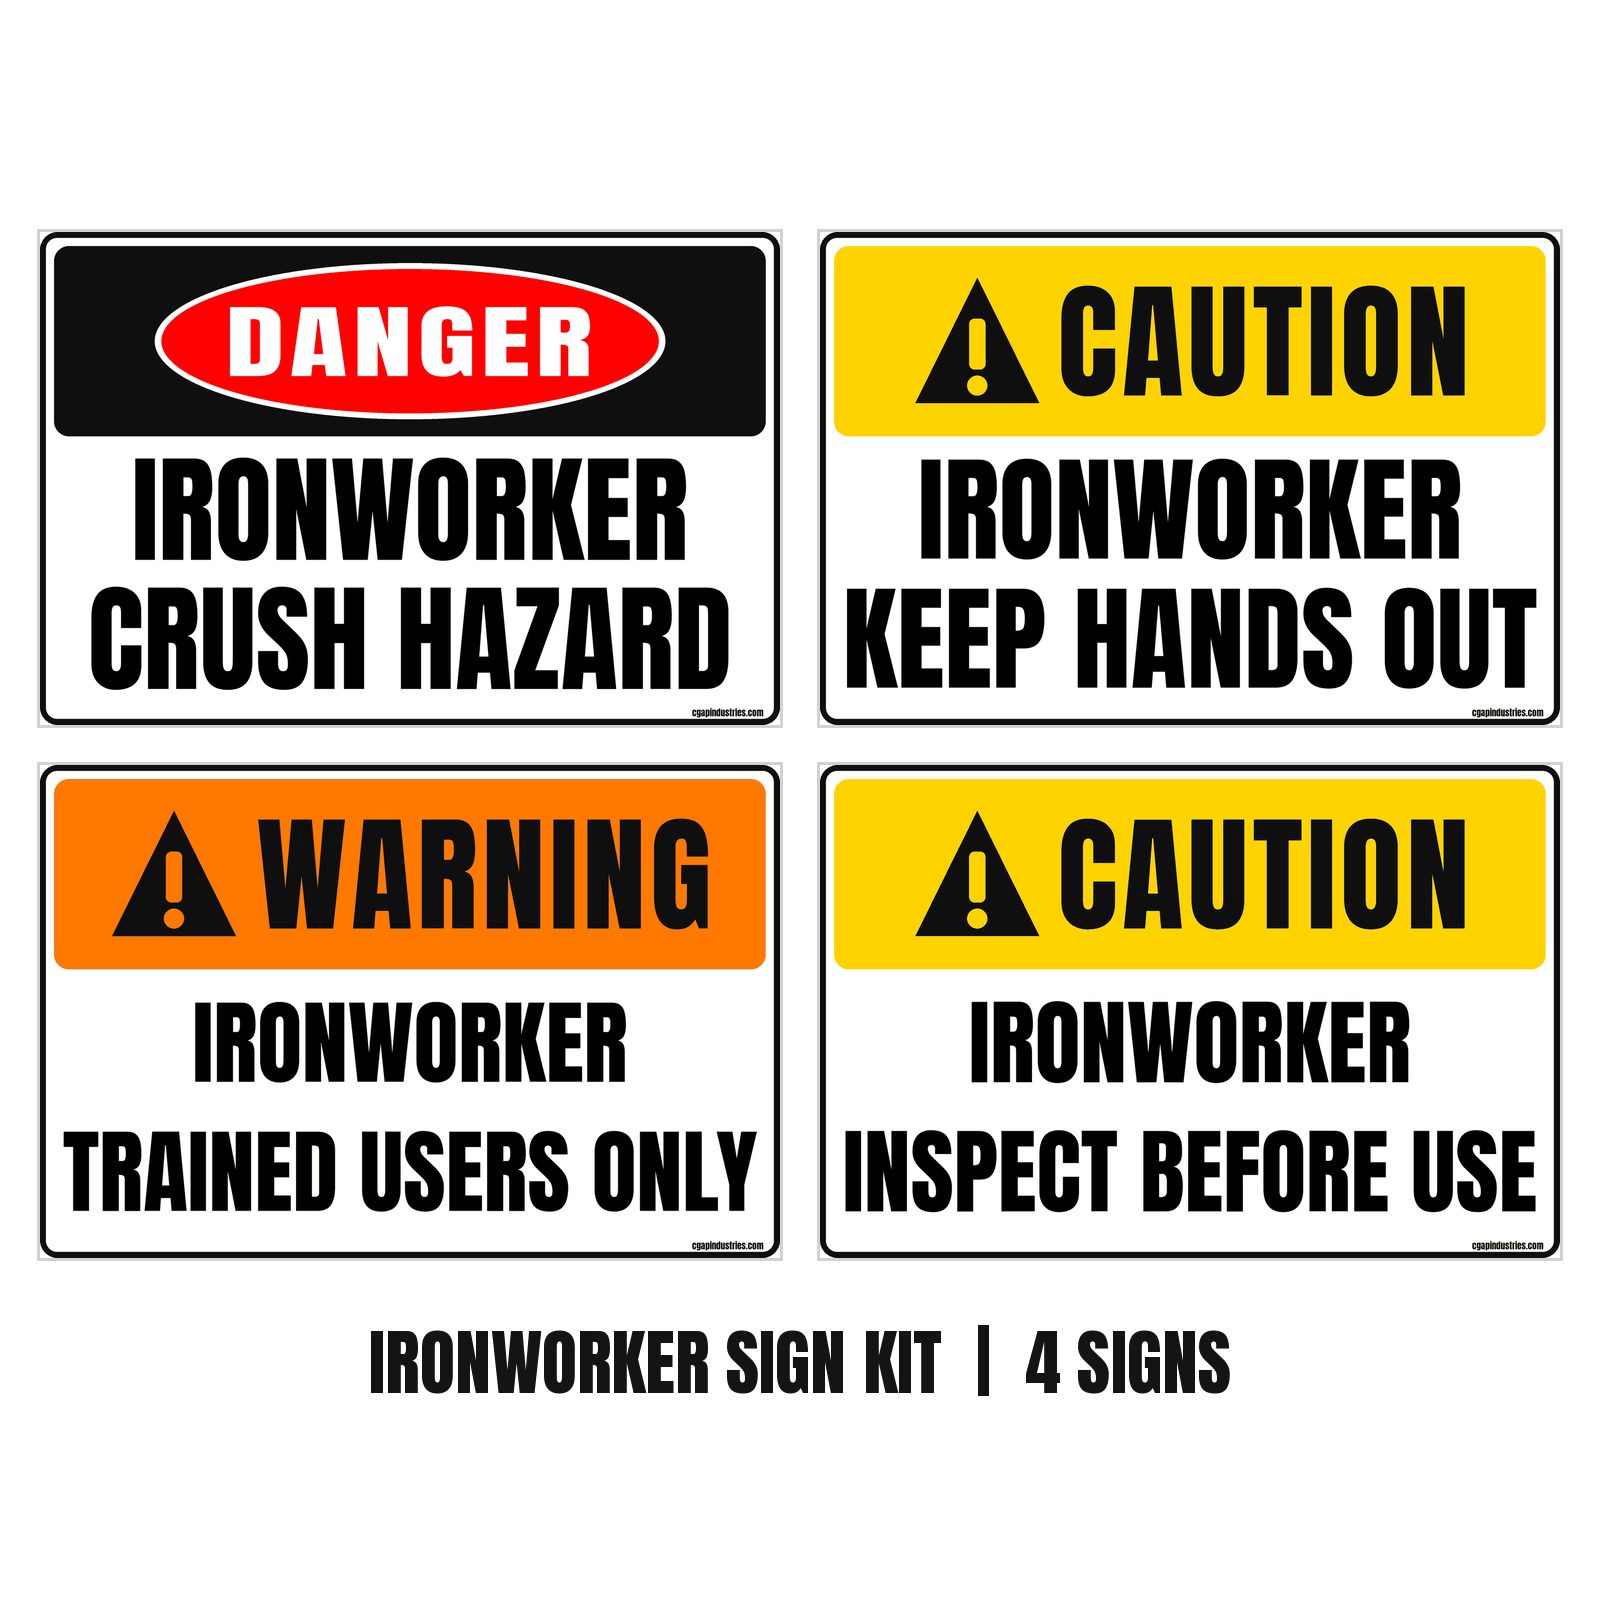 DANGER
IRONWORKER
CRUSH HAZARD
cgapindustries.com
CAUTION
IRONWORKER
KEEP HANDS OUT
cgapindustries.com
WARNING
IRONWORKER
TRAINED USERS ONLY
cgapindustries.com
CAUTION
IRONWORKER
INSPECT BEFORE USE
cgapindustries.com
IRONWORKER SIGN KIT | 4 SIGNS